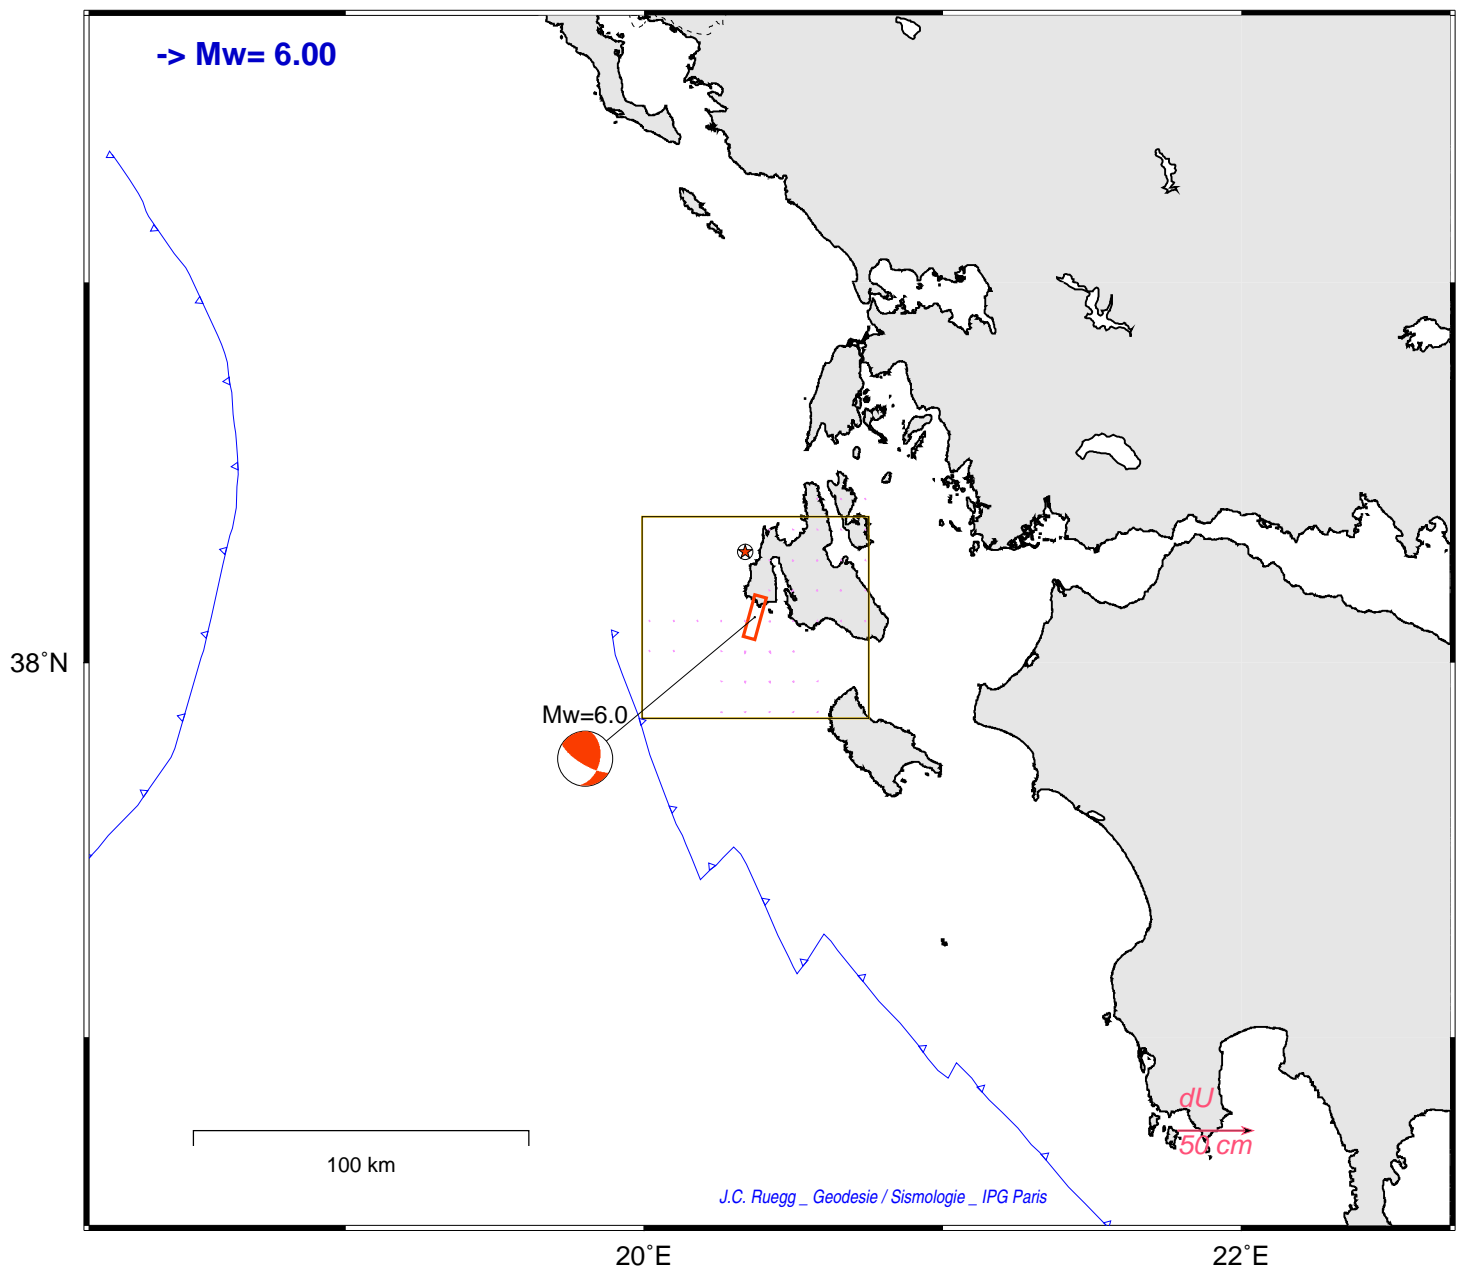 -> Mw= 6.00
38°N
Mw=6.0
dU
50 cm
100 km
J.C. Ruegg _ Geodesie / Sismologie _ IPG Paris
20°E
22°E